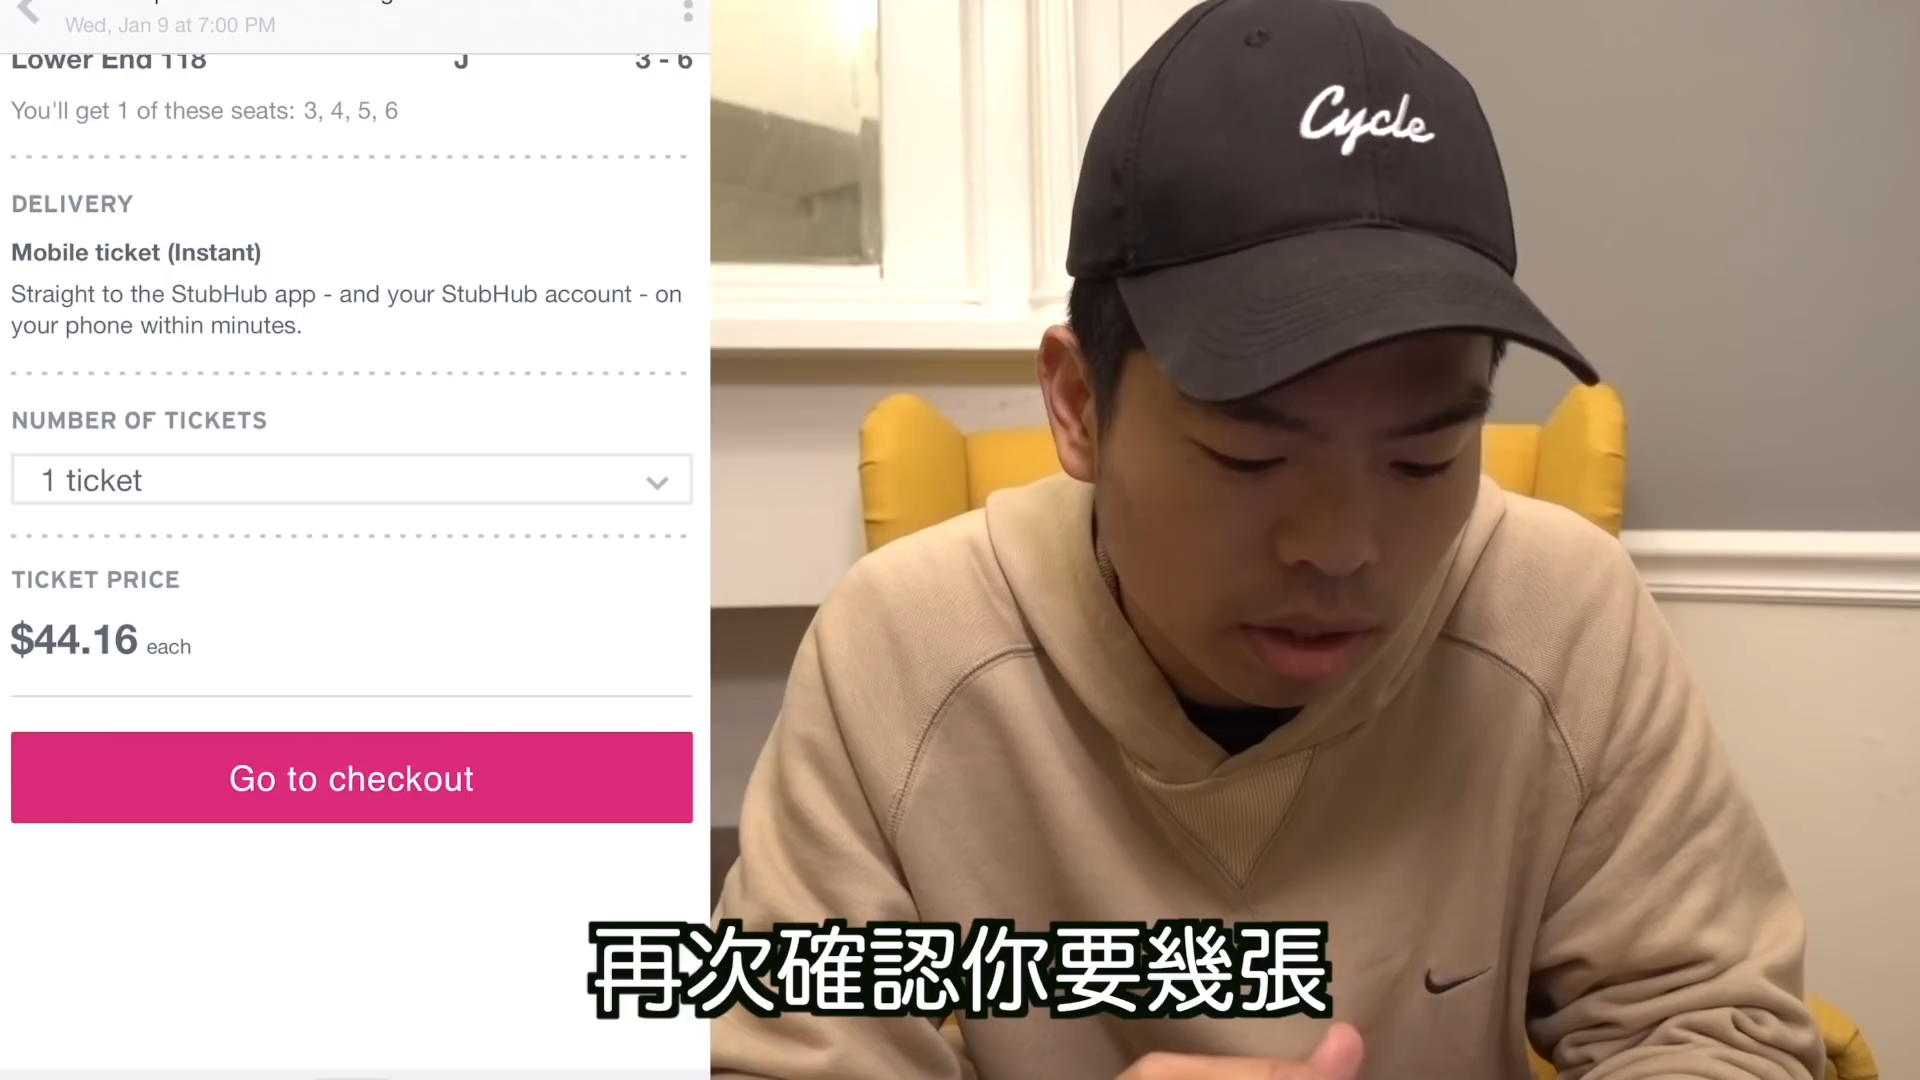 Wed, Jan 9 at 7:00 PM
Lower End 118 J 3 - 6
You'll get 1 of these seats: 3, 4, 5, 6
DELIVERY
Mobile ticket (Instant)
Straight to the StubHub app - and your StubHub account - on
your phone within minutes.
NUMBER OF TICKETS
1 ticket
TICKET PRICE
$44.16 each
Go to checkout
Cycle
再次確認你要幾張